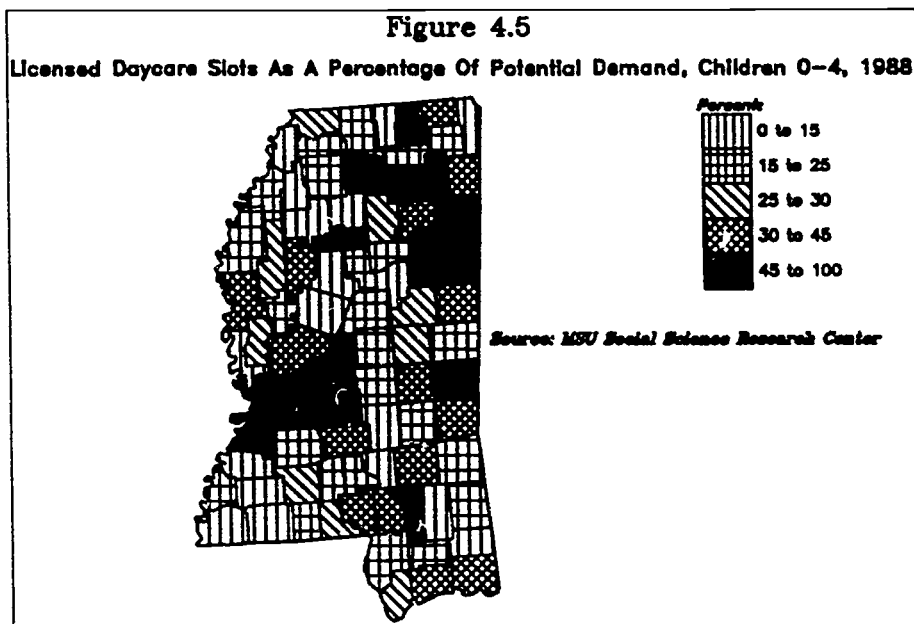 Figure 4.5
Licensed Daycare Slots As A Percentage Of Potential Demand, Children 0-4, 1988
Percent:
0 to 15
15 to 25
25 to 30
30 to 45
45 to 100
Source: MSU Social Science Research Center